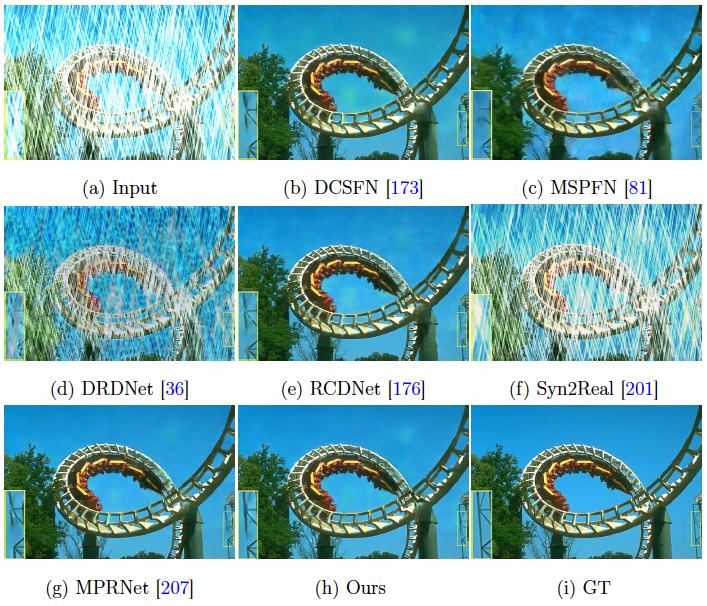 (a) Input
(b) DCSFN [173]
(c) MSPFN [81]
(d) DRDNet [36]
(e) RCDNet [176]
(f) Syn2Real [201]
(g) MPRNet [207]
(h) Ours
(i) GT